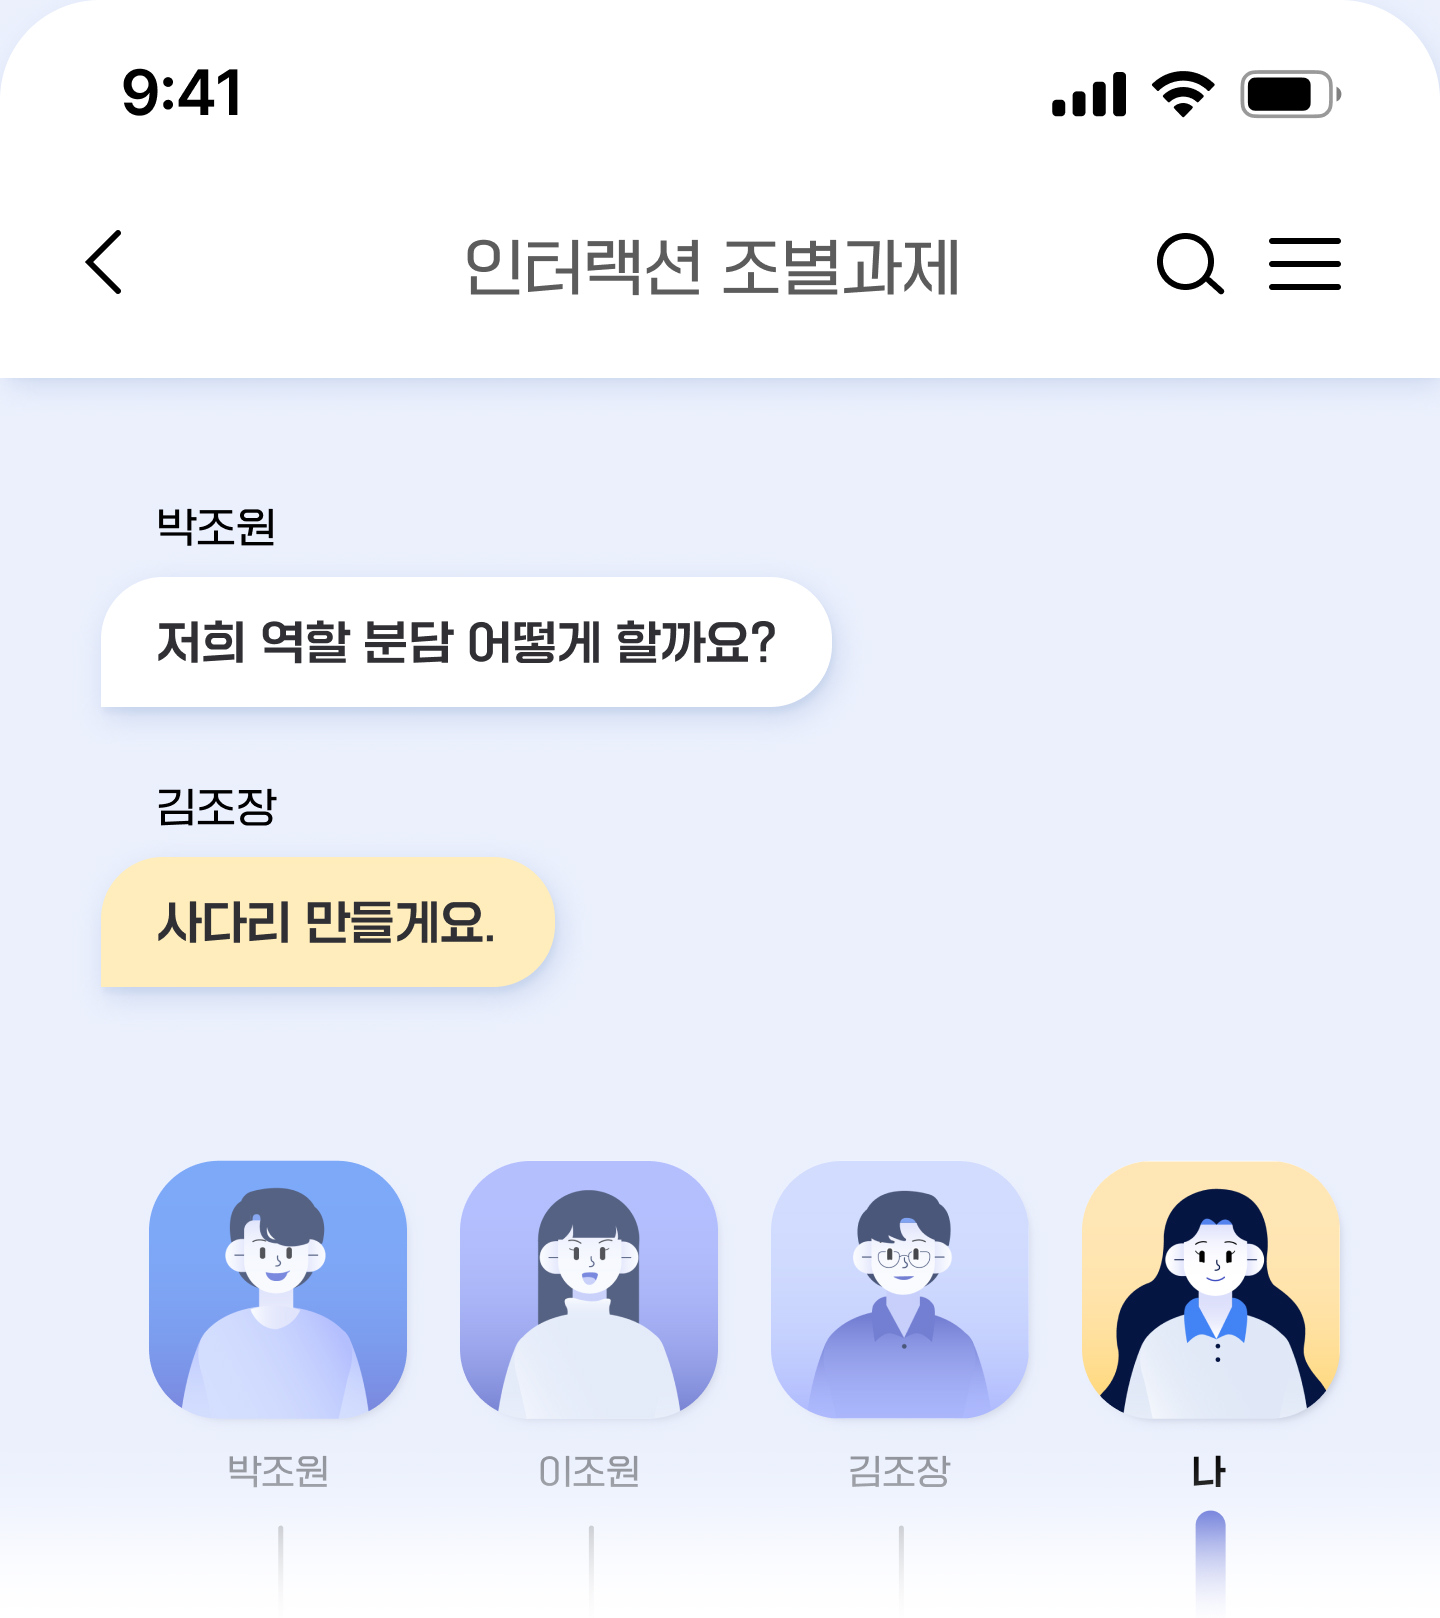 9:41
인터랙션 조별과제
박조원
저희 역할 분담 어떻게 할까요?
김조장
사다리 만들게요.
박조원 이조원 김조장 나